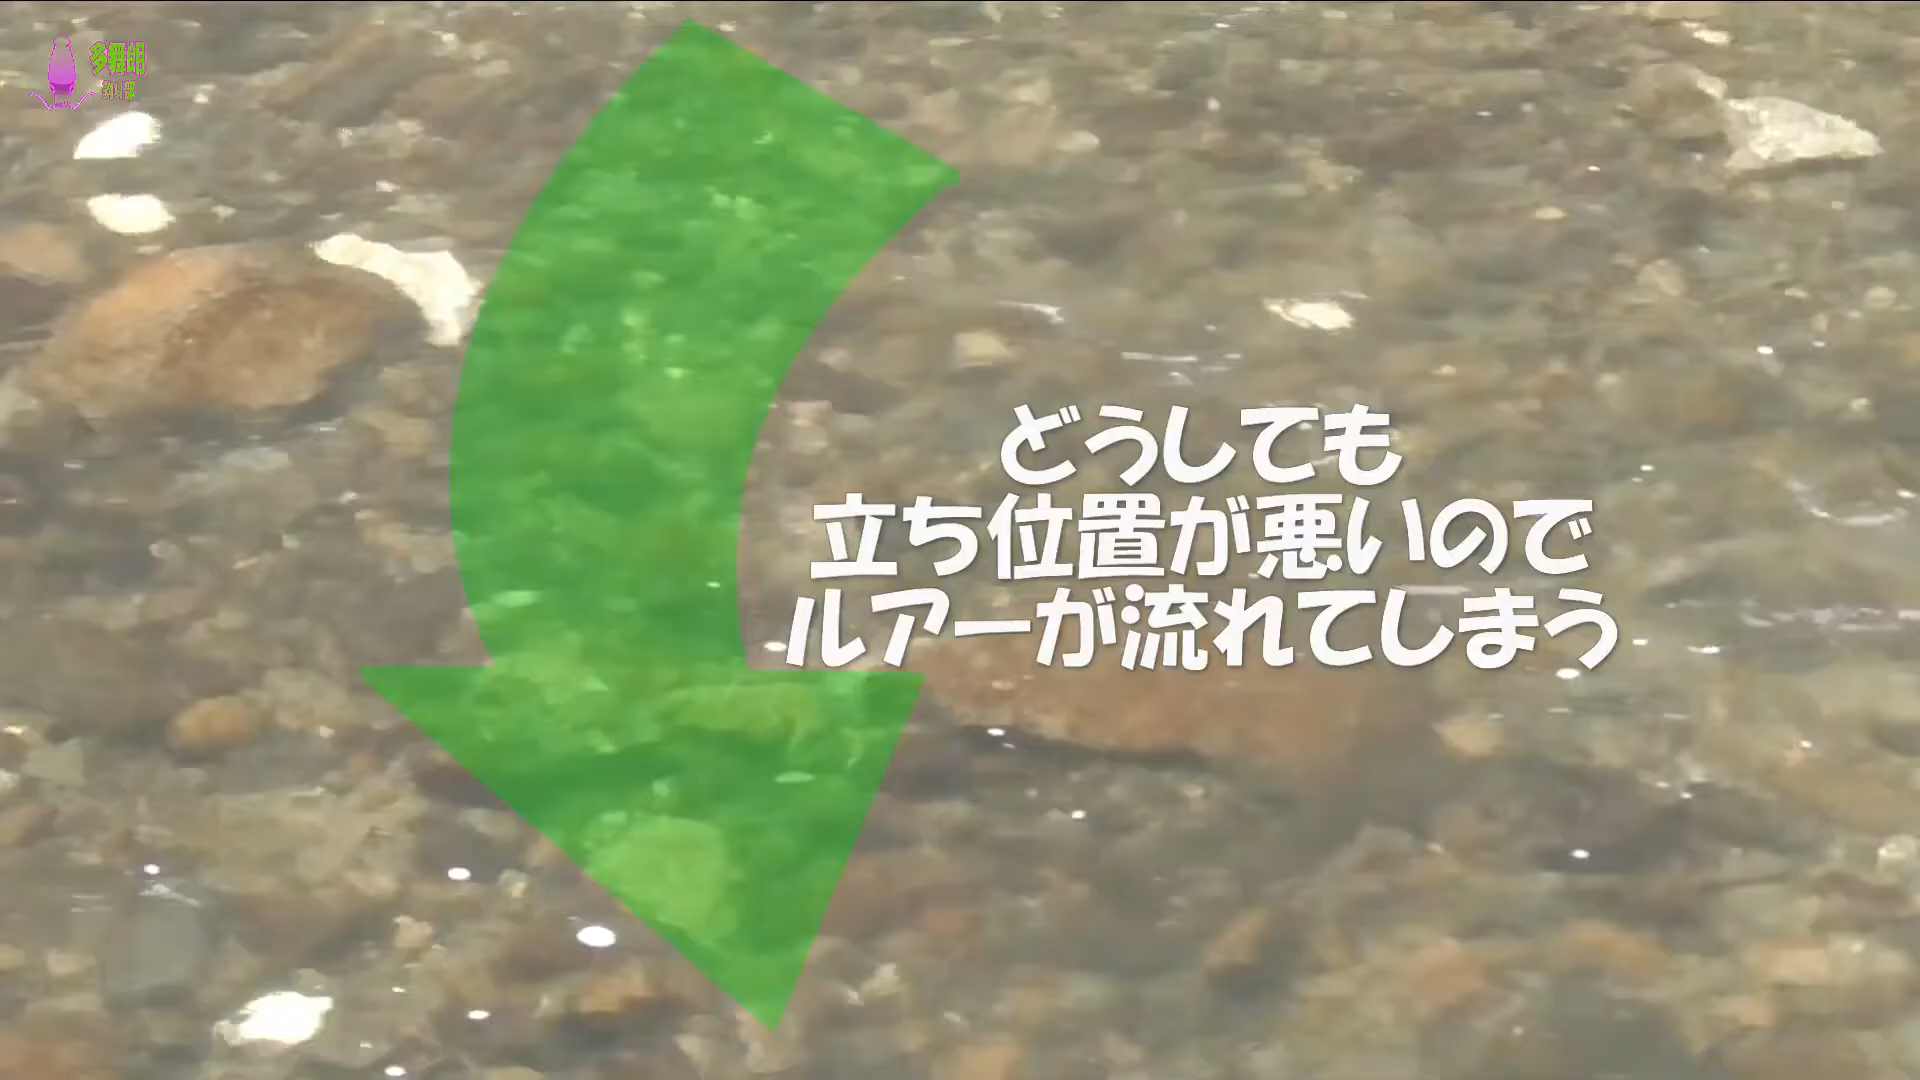 どうしても
立ち位置が悪いので
ルアーが流れてしまう